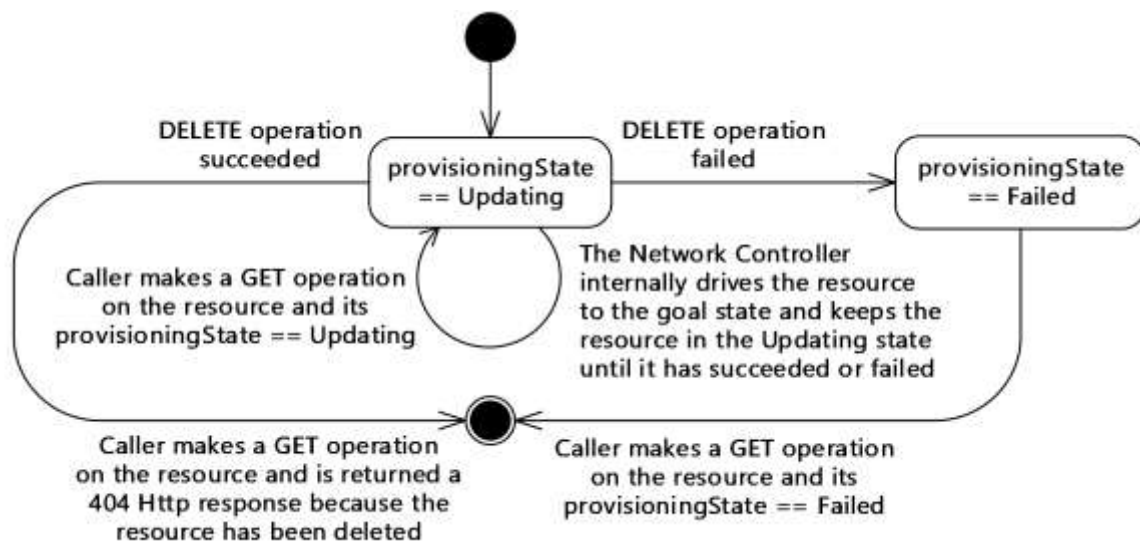 DELETE operation
succeeded
provisioningState
== Updating
DELETE operation
failed
provisioningState
== Failed
Caller makes a GET operation
on the resource and its
provisioningState == Updating
The Network Controller
internally drives the resource
to the goal state and keeps the
resource in the Updating state
until it has succeeded or failed
Caller makes a GET operation
on the resource and is returned a
404 Http response because the
resource has been deleted
Caller makes a GET operation
on the resource and its
provisioningState == Failed